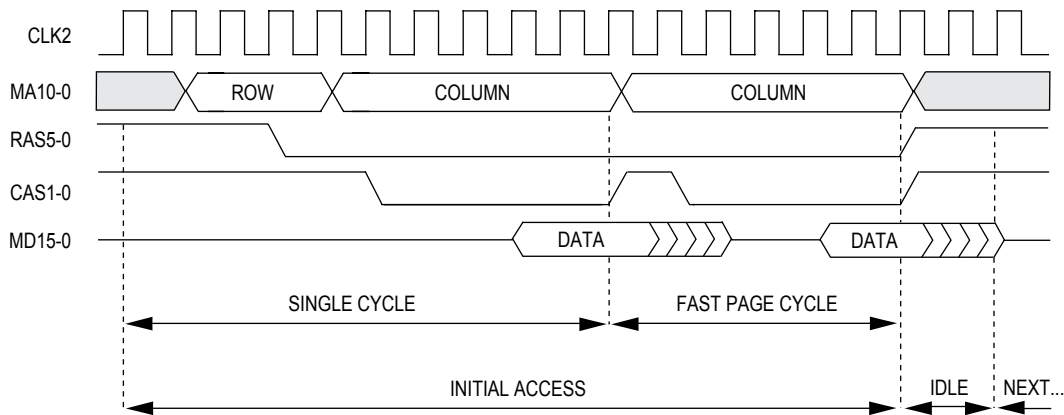 CLK2
MA10-0 ROW COLUMN COLUMN
RAS5-0
CAS1-0
MD15-0 DATA DATA
SINGLE CYCLE FAST PAGE CYCLE
INITIAL ACCESS IDLE NEXT...